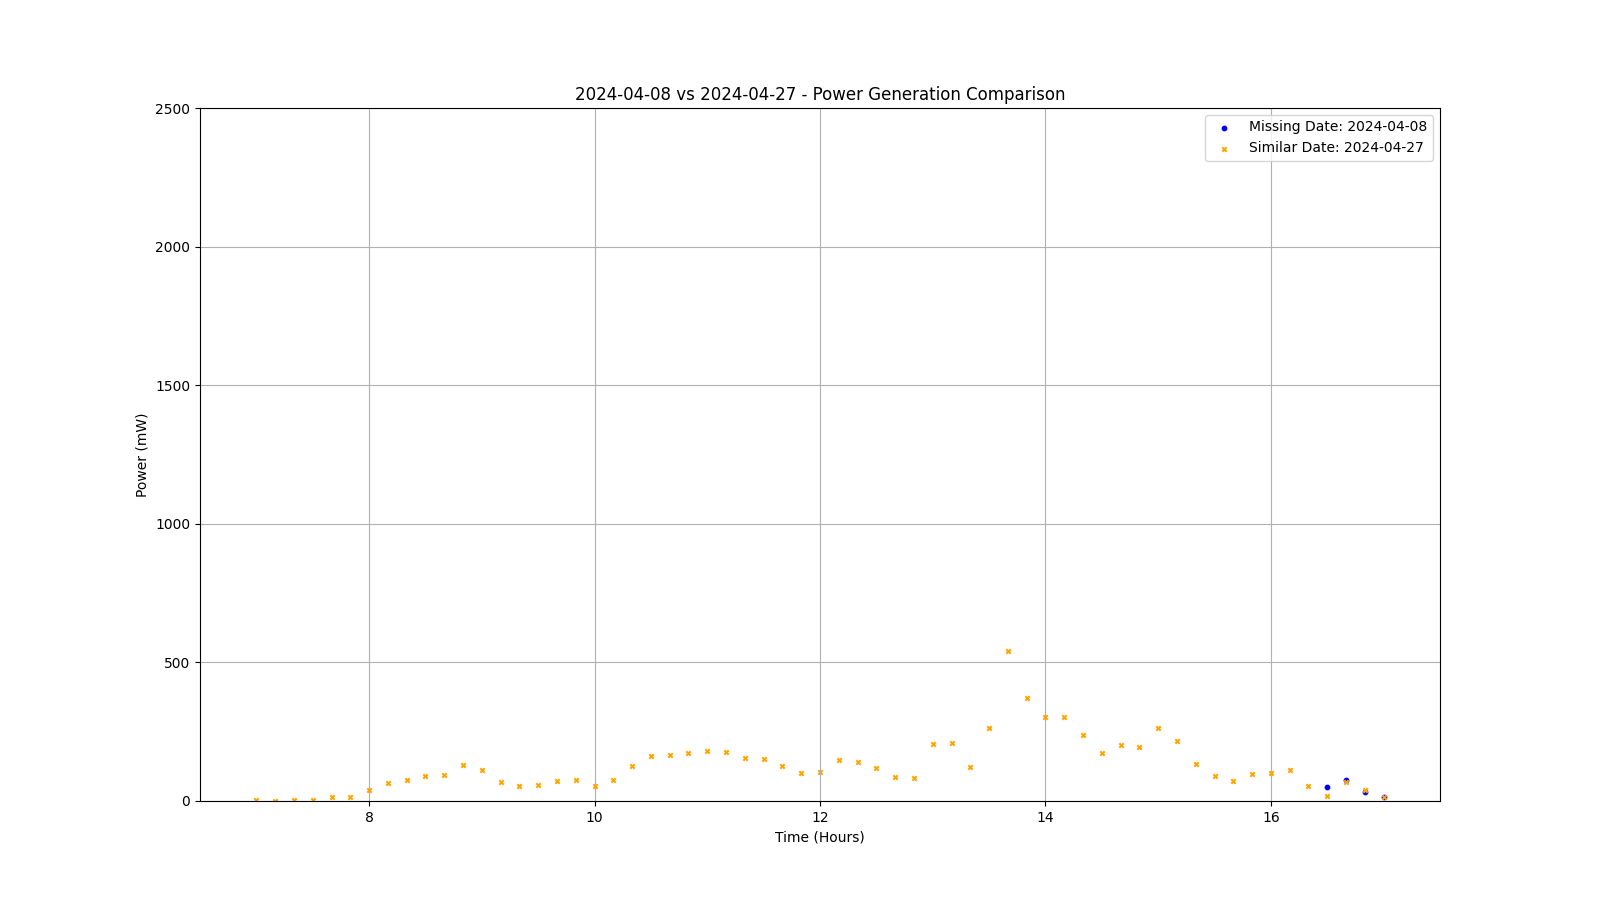 2024-04-08 vs 2024-04-27 - Power Generation Comparison
Missing Date: 2024-04-08
Similar Date: 2024-04-27
Power (mW)
2500
2000
1500
1000
500
0
8
10
12
14
16
Time (Hours)